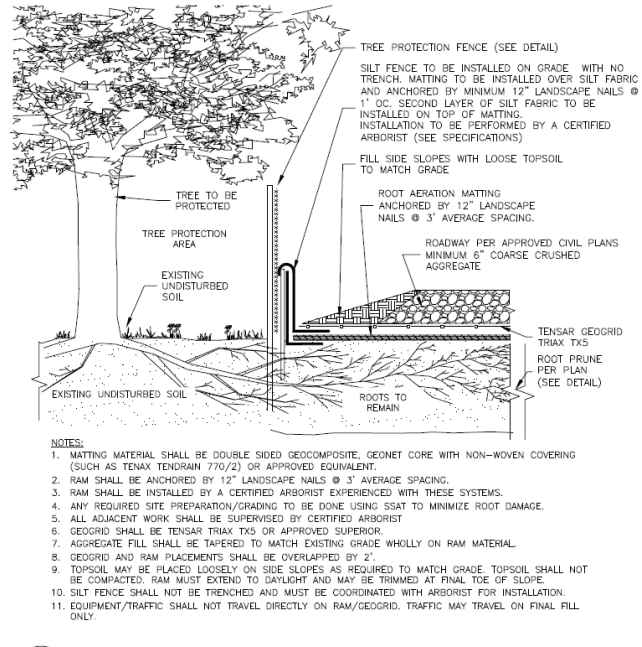 TREE PROTECTION FENCE (SEE DETAIL)
SILT FENCE TO BE INSTALLED ON GRADE WITH NO
TRENCH. MATTING TO BE INSTALLED OVER SILT FABRIC
AND ANCHORED BY MINIMUM 12" LANDSCAPE NAILS @
1' OC. SECOND LAYER OF SILT FABRIC TO BE
INSTALLED ON TOP OF MATTING.
INSTALLATION TO BE PERFORMED BY A CERTIFIED
ARBORIST (SEE SPECIFICATIONS)
FILL SIDE SLOPES WITH LOOSE TOPSOIL
TO MATCH GRADE
TREE TO BE
PROTECTED
ROOT AERATION MATTING
ANCHORED BY 12" LANDSCAPE
NAILS @ 3' AVERAGE SPACING.
TREE PROTECTION
AREA
ROADWAY PER APPROVED CIVIL PLANS
MINIMUM 6" COARSE CRUSHED
AGGREGATE
EXISTING
UNDISTURBED
SOIL
TENSAR GEOGRID
TRIAX TX5
ROOT PRUNE
PER PLAN
(SEE DETAIL)
EXISTING UNDISTURBED SOIL
ROOTS TO
REMAIN
NOTES:
1. MATTING MATERIAL SHALL BE DOUBLE SIDED GEOCOMPOSITE, GEONET CORE WITH NON-WOVEN COVERING
(SUCH AS TENAX TENDRAIN 770/2) OR APPROVED EQUIVALENT.
2. RAM SHALL BE ANCHORED BY 12" LANDSCAPE NAILS @ 3' AVERAGE SPACING.
3. RAM SHALL BE INSTALLED BY A CERTIFIED ARBORIST EXPERIENCED WITH THESE SYSTEMS.
4. ANY REQUIRED SITE PREPARATION/GRADING TO BE DONE USING SSAT TO MINIMIZE ROOT DAMAGE.
5. ALL ADJACENT WORK SHALL BE SUPERVISED BY CERTIFIED ARBORIST
6. GEOGRID SHALL BE TENSAR TRIAX TX5 OR APPROVED SUPERIOR.
7. AGGREGATE FILL SHALL BE TAPERED TO MATCH EXISTING GRADE WHOLLY ON RAM MATERIAL.
8. GEOGRID AND RAM PLACEMENTS SHALL BE OVERLAPPED BY 2'.
9. TOPSOIL MAY BE PLACED LOOSELY ON SIDE SLOPES AS REQUIRED TO MATCH GRADE. TOPSOIL SHALL NOT
BE COMPACTED. RAM MUST EXTEND TO DAYLIGHT AND MAY BE TRIMMED AT FINAL TOE OF SLOPE.
10. SILT FENCE SHALL NOT BE TRENCHED AND MUST BE COORDINATED WITH ARBORIST FOR INSTALLATION.
11. EQUIPMENT/TRAFFIC SHALL NOT TRAVEL DIRECTLY ON RAM/GEOGRID. TRAFFIC MAY TRAVEL ON FINAL FILL
ONLY.